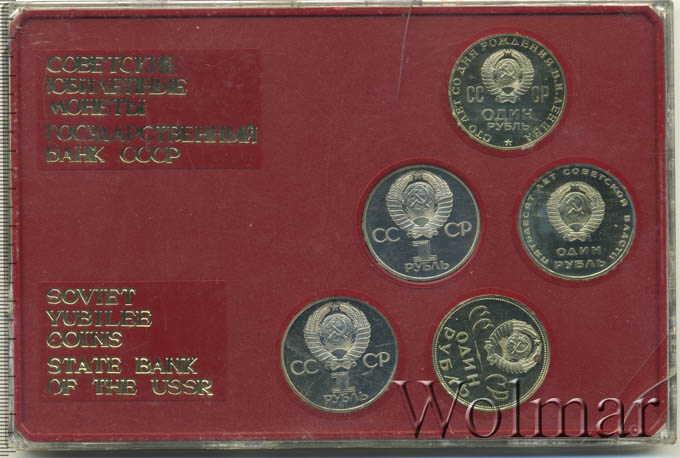 СОВЕТСКИЕ
ЮБИЛЕЙНЫЕ
МОНЕТЫ
ГОСУДАРСТВЕННЫЙ
БАНК СССР
SOVIET
YUBILEE
COINS
STATE BANK
OF THE USSR
СТО ЛЕТ СО ДНЯ РОЖДЕНИЯ В.И.ЛЕНИНА
СС СР
ОДИН
РУБЛЬ
СС СР
1
РУБЛЬ
ПЯТЬДЕСЯТ ЛЕТ СОВЕТСКОЙ ВЛАСТИ
ОДИН
РУБЛЬ
СС СР
1
РУБЛЬ
СССР
ОДИН
РУБЛЬ
Wolmar